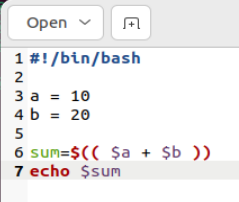 Open
1 #!/bin/bash
2
3 a = 10
4 b = 20
5
6 sum=$(( $a + $b ))
7 echo $sum